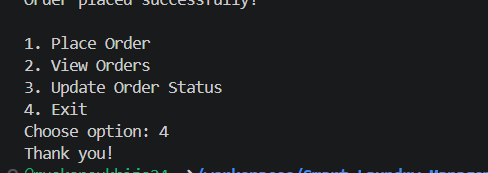 Order placed successfully!
1. Place Order
2. View Orders
3. Update Order Status
4. Exit
Choose option: 4
Thank you!